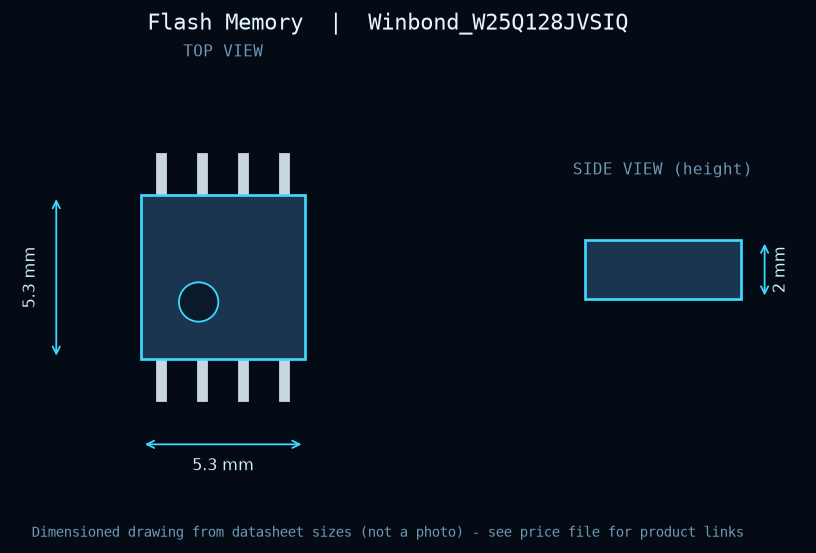 Flash Memory | Winbond_W25Q128JVSIQ
TOP VIEW
SIDE VIEW (height)
5.3 mm
2 mm
5.3 mm
Dimensioned drawing from datasheet sizes (not a photo) - see price file for product links